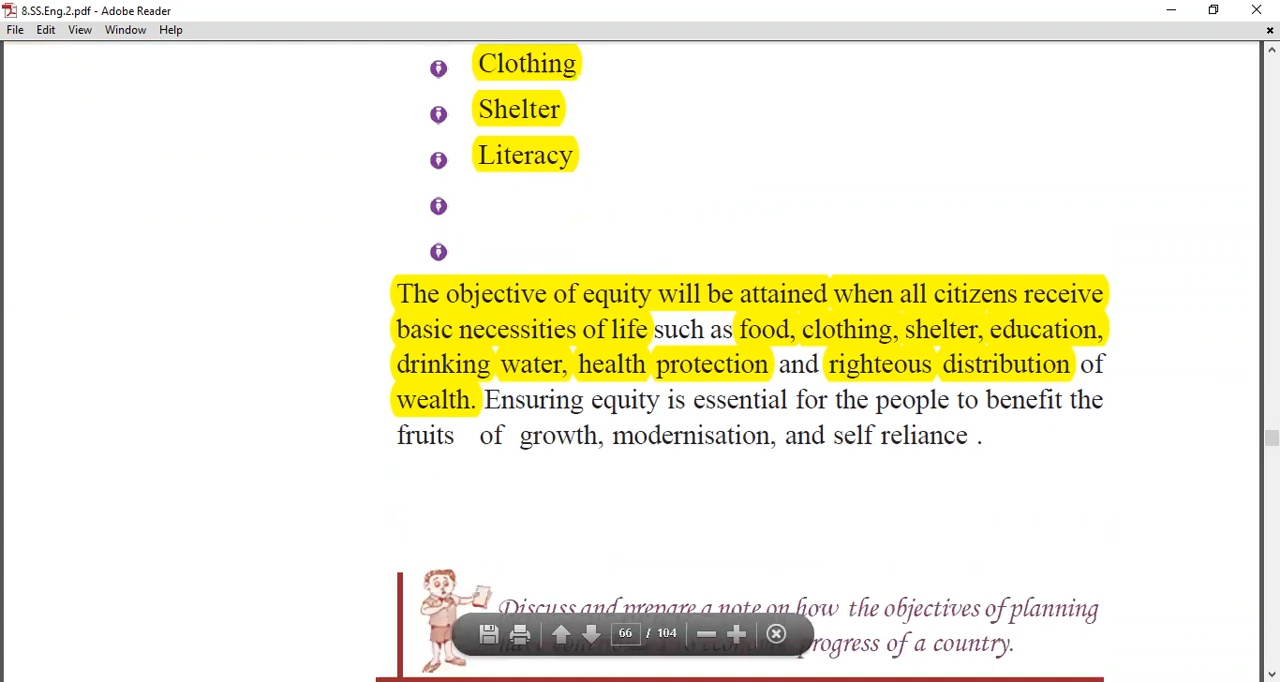 8.SS.Eng.2.pdf - Adobe Reader
File Edit View Window Help
Clothing
Shelter
Literacy
The objective of equity will be attained when all citizens receive
basic necessities of life such as food, clothing, shelter, education,
drinking water, health protection and righteous distribution of
wealth. Ensuring equity is essential for the people to benefit the
fruits of growth, modernisation, and self reliance .
Discuss and prepare a note on how the objectives of planning
progress of a country.
66 / 104